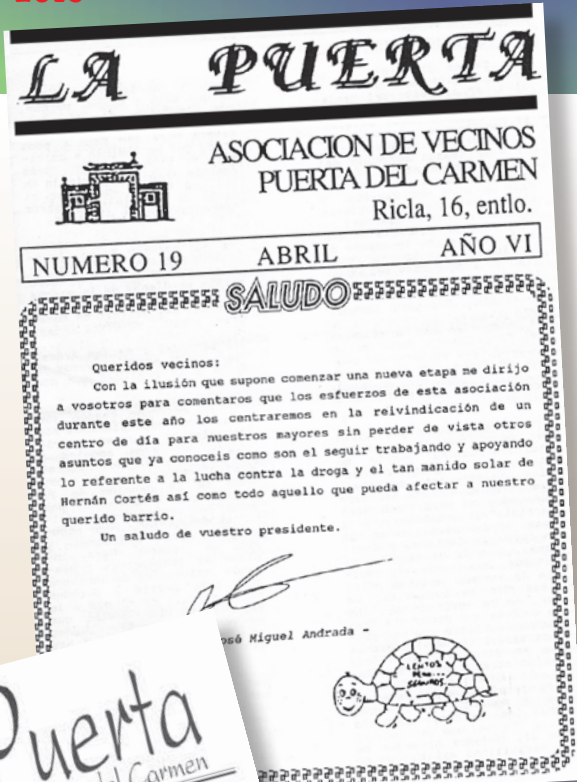 LA PUERTA
ASOCIACION DE VECINOS
PUERTA DEL CARMEN
Ricla, 16, entlo.
NUMERO 19 ABRIL AÑO VI
SALUDO
Queridos vecinos:
Con la ilusión que supone comenzar una nueva etapa me dirijo
a vosotros para comentaros que los esfuerzos de esta asociación
durante este año los centraremos en la reivindicación de un
centro de día para nuestros mayores sin perder de vista otros
asuntos que ya conoceis como son el seguir trabajando y apoyando
lo referente a la lucha contra la droga y el tan manido solar de
Hernán Cortés así como todo aquello que pueda afectar a nuestro
querido barrio.
Un saludo de vuestro presidente.
Miguel Andrada -
LENTOS
PERO...
SEGUROS
Puerta
del Carmen